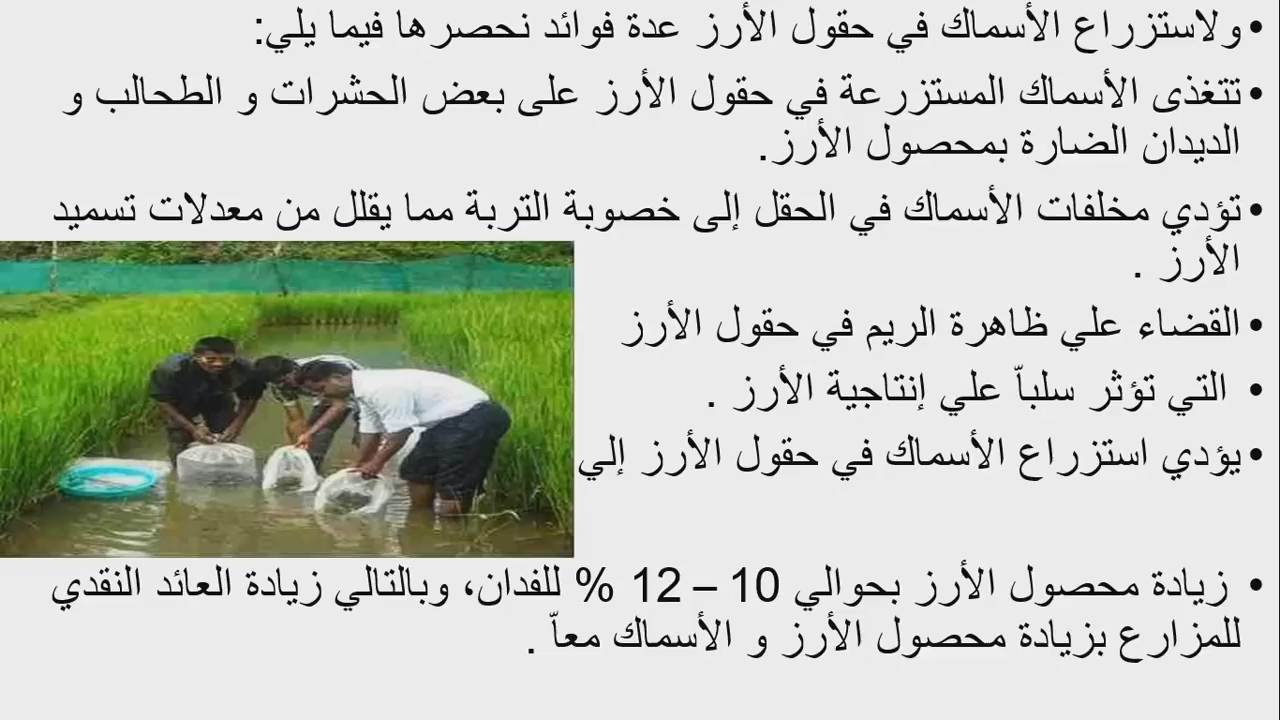 •ولاستزراع الأسماك في حقول الأرز عدة فوائد نحصرها فيما يلي:
•تتغذى الأسماك المستزرعة في حقول الأرز على بعض الحشرات و الطحالب و
الديدان الضارة بمحصول الأرز.
•تؤدي مخلفات الأسماك في الحقل إلى خصوبة التربة مما يقلل من معدلات تسميد
الأرز .
•القضاء علي ظاهرة الريم في حقول الأرز
• التي تؤثر سلباّ علي إنتاجية الأرز .
•يؤدي استزراع الأسماك في حقول الأرز إلي
• زيادة محصول الأرز بحوالي 10 – 12 % للفدان، وبالتالي زيادة العائد النقدي
للمزارع بزيادة محصول الأرز و الأسماك معاّ .